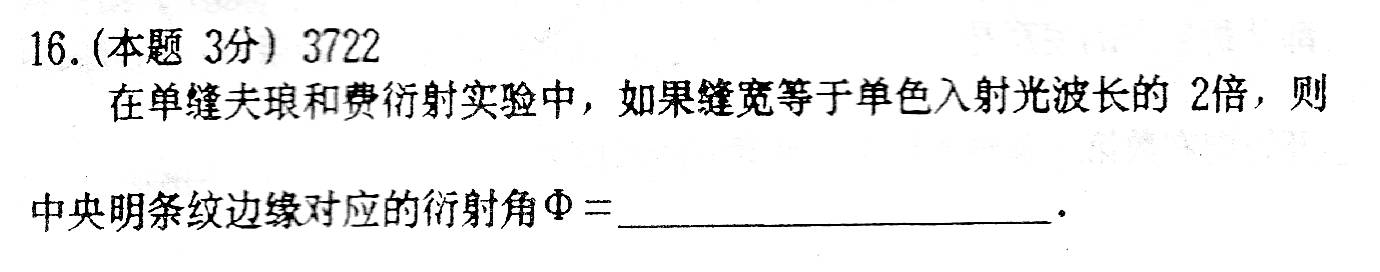 16.(本题 3分) 3722
在单缝夫琅和费衍射实验中，如果缝宽等于单色入射光波长的 2倍，则
中央明条纹边缘对应的衍射角Φ＝__________________.